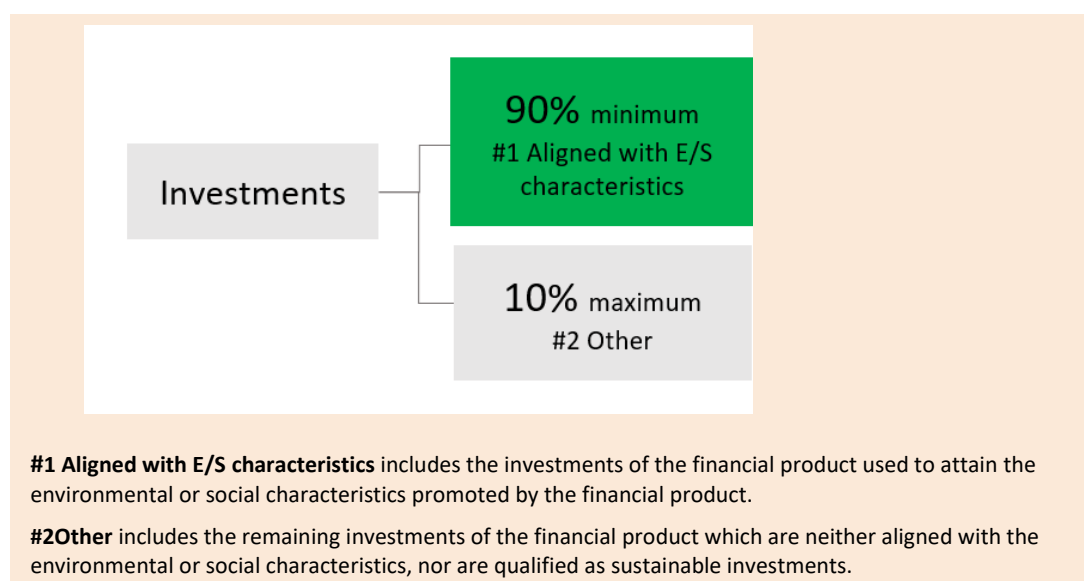 90% minimum
#1 Aligned with E/S
characteristics
Investments
10% maximum
#2 Other
#1 Aligned with E/S characteristics includes the investments of the financial product used to attain the
environmental or social characteristics promoted by the financial product.
#2Other includes the remaining investments of the financial product which are neither aligned with the
environmental or social characteristics, nor are qualified as sustainable investments.